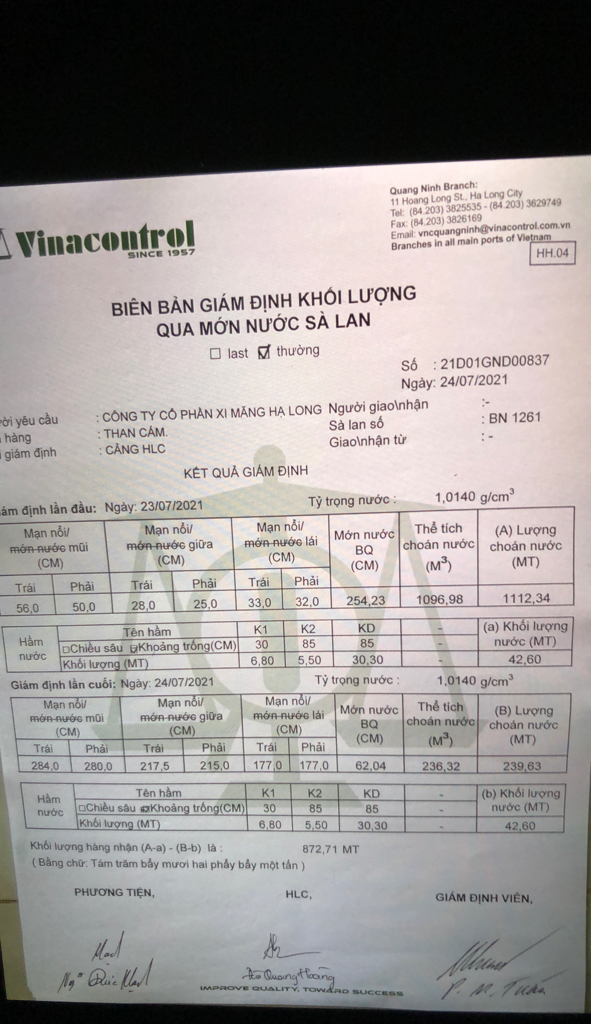 Quang Ninh Branch:
11 Hoang Long St., Ha Long City
Tel: (84.203) 3825535 - (84.203) 3629749
Fax: (84.203) 3826169
Email: vncquangninh@vinacontrol.com.vn
Branches in all main ports of Vietnam
Vinacontrol
SINCE 1957
HH.04
BIÊN BẢN GIÁM ĐỊNH KHỐI LƯỢNG
QUA MỚN NƯỚC SÀ LAN
☐ last ☑ thường
Số : 21D01GND00837
Ngày: 24/07/2021
ời yêu cầu : CÔNG TY CỔ PHẦN XI MĂNG HẠ LONG Người giao\nhận :-
hàng : THAN CÁM. Sà lan số : BN 1261
giám định : CẢNG HLC Giao\nhận từ : -
KẾT QUẢ GIÁM ĐỊNH
ám định lần đầu: Ngày: 23/07/2021 Tỷ trọng nước : 1,0140 g/cm³
Mạn nổi/ Mạn nổi/ Mạn nổi/ Mớn nước Thể tích (A) Lượng
mớn nước mũi mớn nước giữa mớn nước lái BQ choán nước choán nước
(CM) (CM) (CM) (CM) (M³) (MT)
Trái Phải Trái Phải Trái Phải
56,0 50,0 28,0 25,0 33,0 32,0 254,23 1096,98 1112,34
Hầm nước Tên hầm K1 K2 KD - (a) Khối lượng nước (MT)
☐Chiều sâu ☑Khoảng trống(CM) 30 85 85 -
Khối lượng (MT) 6,80 5,50 30,30 - 42,60
Giám định lần cuối: Ngày: 24/07/2021 Tỷ trọng nước : 1,0140 g/cm³
Mạn nổi/ Mạn nổi/ Mạn nổi/ Mớn nước Thể tích (B) Lượng
mớn nước mũi mớn nước giữa mớn nước lái BQ choán nước choán nước
(CM) (CM) (CM) (CM) (M³) (MT)
Trái Phải Trái Phải Trái Phải
284,0 280,0 217,5 215,0 177,0 177,0 62,04 236,32 239,63
Hầm nước Tên hầm K1 K2 KD - (b) Khối lượng nước (MT)
☐Chiều sâu ☑Khoảng trống(CM) 30 85 85 -
Khối lượng (MT) 6,80 5,50 30,30 - 42,60
Khối lượng hàng nhận (A-a) - (B-b) là : 872,71 MT
( Bằng chữ: Tám trăm bẩy mươi hai phẩy bẩy một tấn )
PHƯƠNG TIỆN, HLC, GIÁM ĐỊNH VIÊN,
Quang Hoàng
P. M. Tuấn
IMPROVE QUALITY, TOWARD SUCCESS